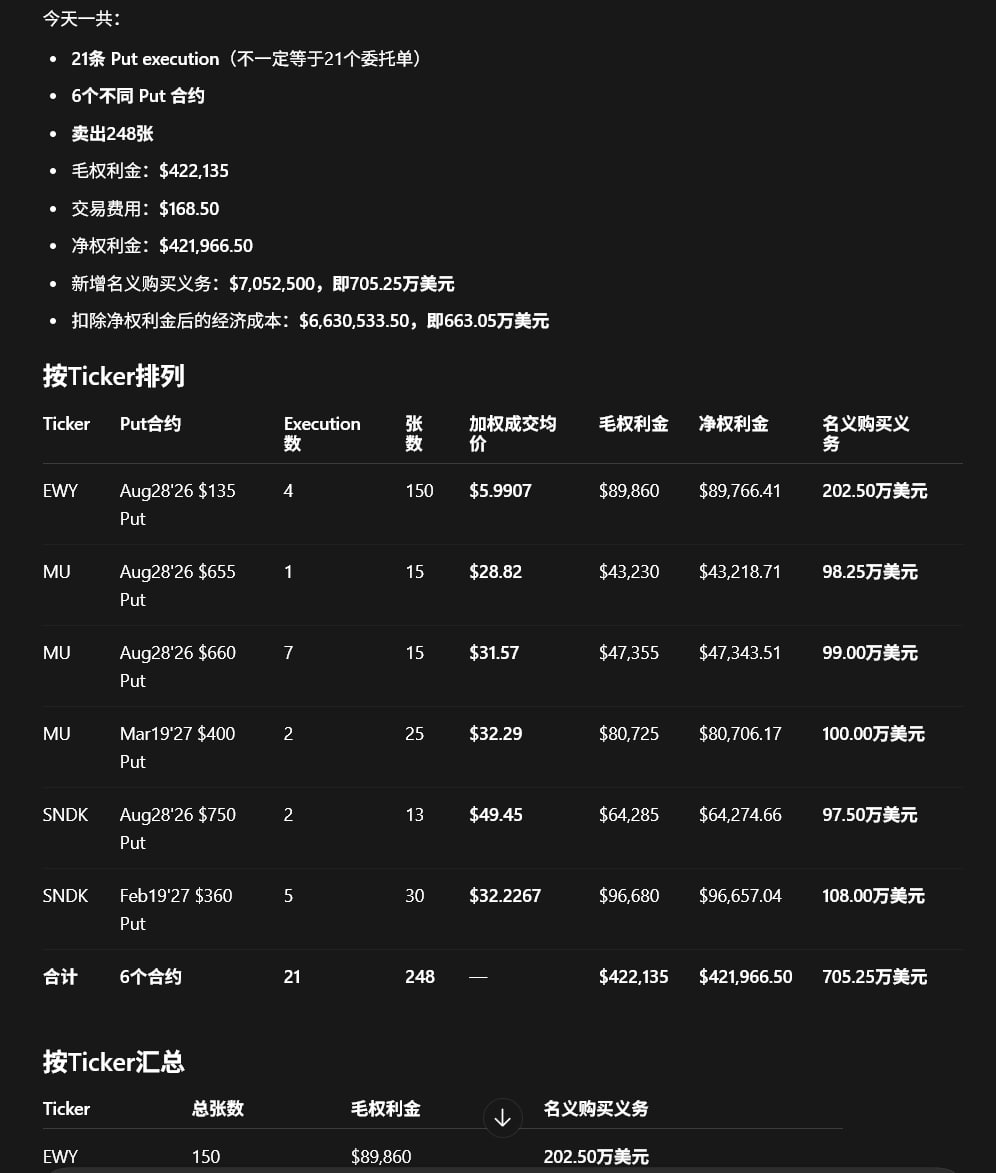 今天一共：
• 21条 Put execution（不一定等于21个委托单）
• 6个不同 Put 合约
• 卖出248张
• 毛权利金：$422,135
• 交易费用：$168.50
• 净权利金：$421,966.50
• 新增名义购买义务：$7,052,500，即705.25万美元
• 扣除净权利金后的经济成本：$6,630,533.50，即663.05万美元
按Ticker排列
Ticker Put合约 Execution数 张数 加权成交均价 毛权利金 净权利金 名义购买义务
EWY Aug28'26 $135 Put 4 150 $5.9907 $89,860 $89,766.41 202.50万美元
MU Aug28'26 $655 Put 1 15 $28.82 $43,230 $43,218.71 98.25万美元
MU Aug28'26 $660 Put 7 15 $31.57 $47,355 $47,343.51 99.00万美元
MU Mar19'27 $400 Put 2 25 $32.29 $80,725 $80,706.17 100.00万美元
SNDK Aug28'26 $750 Put 2 13 $49.45 $64,285 $64,274.66 97.50万美元
SNDK Feb19'27 $360 Put 5 30 $32.2267 $96,680 $96,657.04 108.00万美元
合计 6个合约 21 248 — $422,135 $421,966.50 705.25万美元
按Ticker汇总
Ticker 总张数 毛权利金 名义购买义务
EWY 150 $89,860 202.50万美元